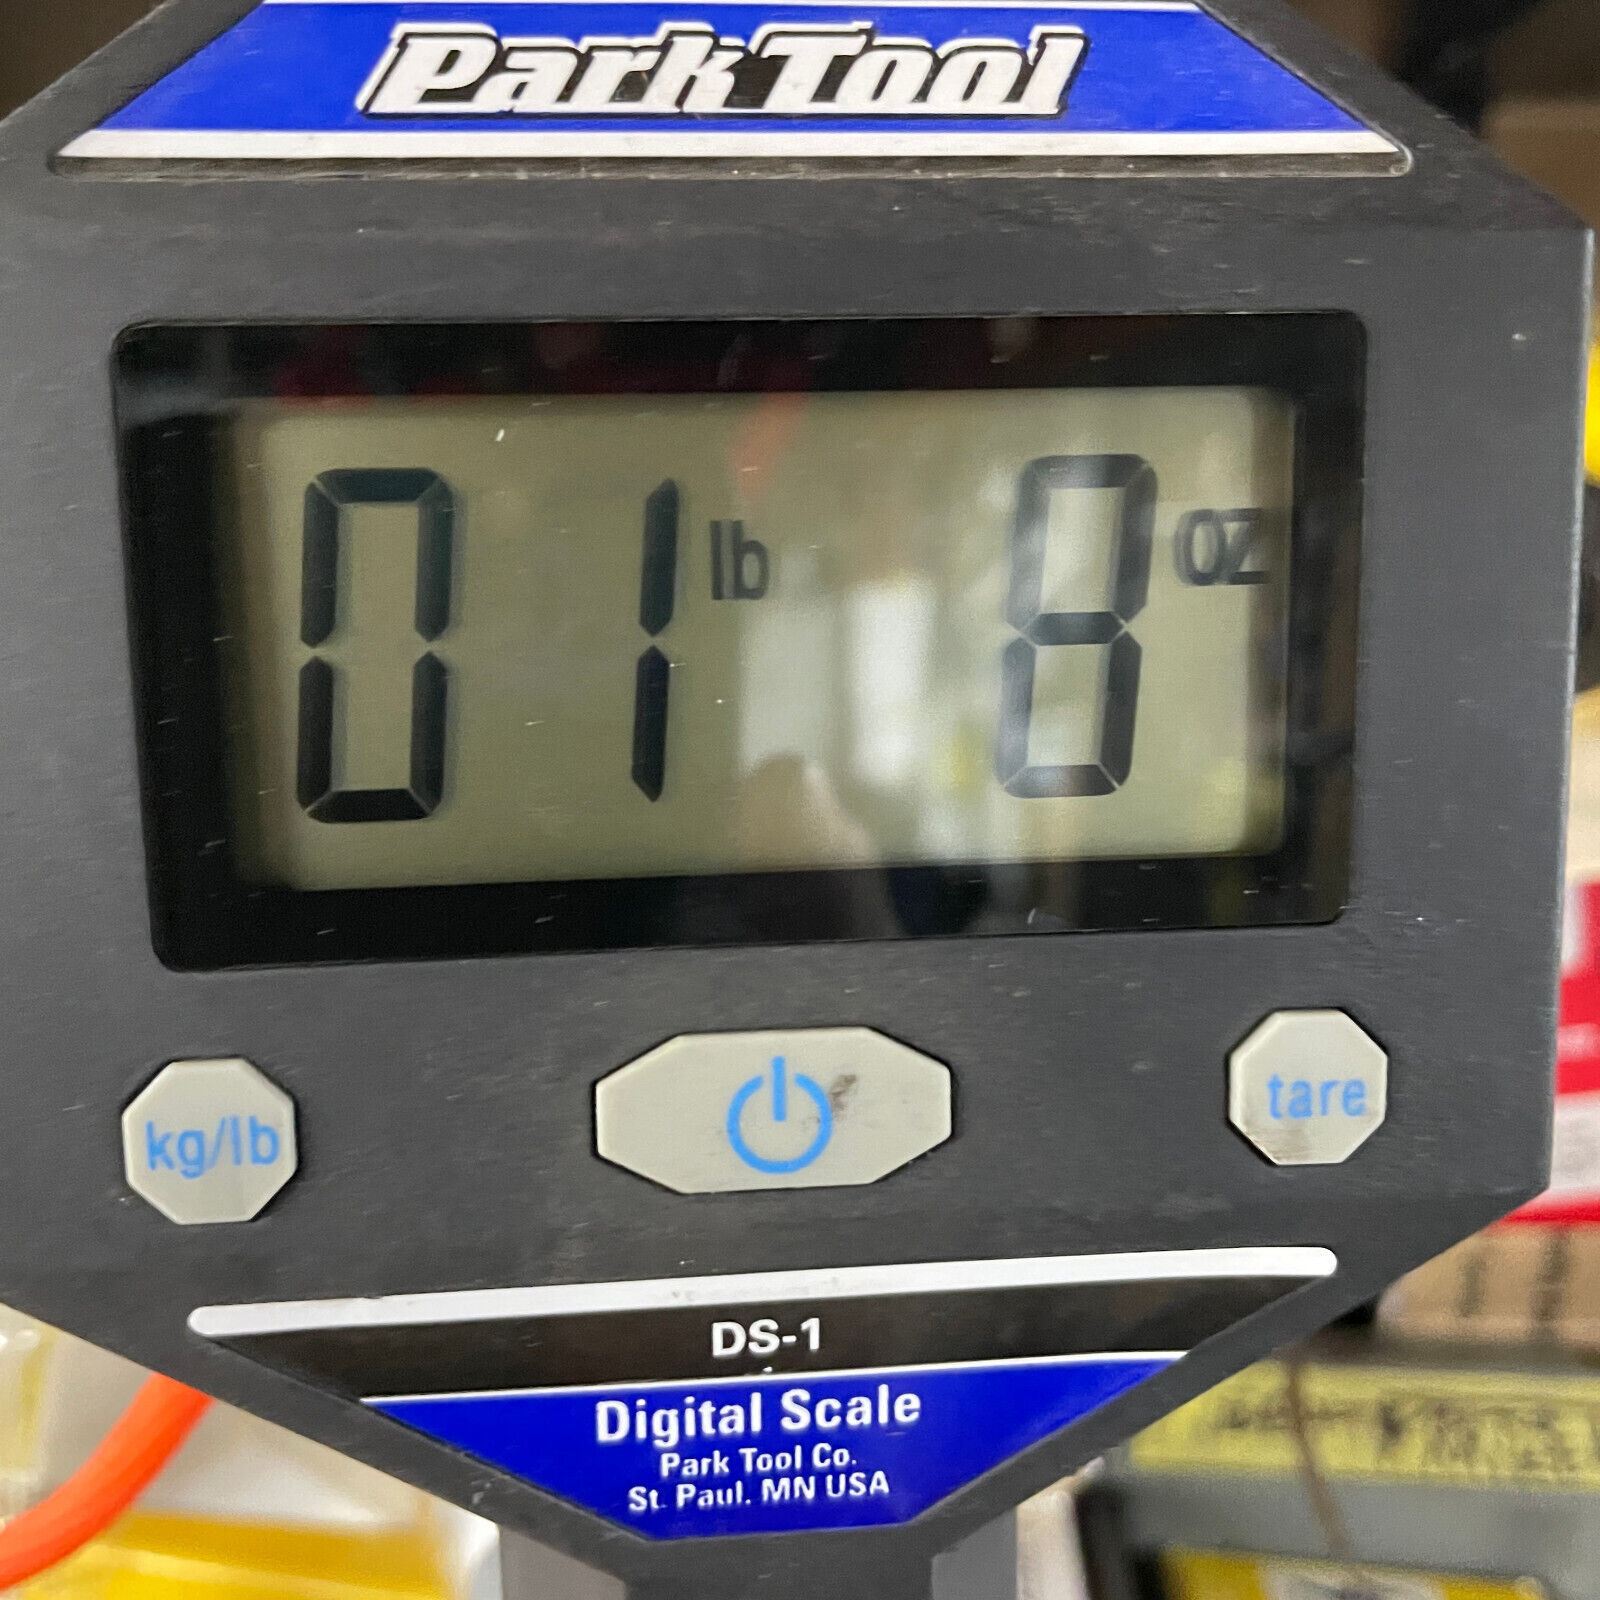 Park Tool
01 lb 8 oz
kg/lb
tare
DS-1
Digital Scale
Park Tool Co.
St. Paul. MN USA